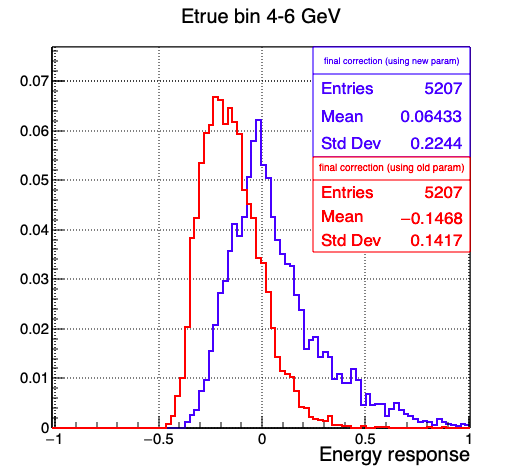 Etrue bin 4-6 GeV
final correction (using new param)
Entries 5207
Mean 0.06433
Std Dev 0.2244
final correction (using old param)
Entries 5207
Mean −0.1468
Std Dev 0.1417
0.07
0.06
0.05
0.04
0.03
0.02
0.01
0
−1 −0.5 0 0.5 1
Energy response